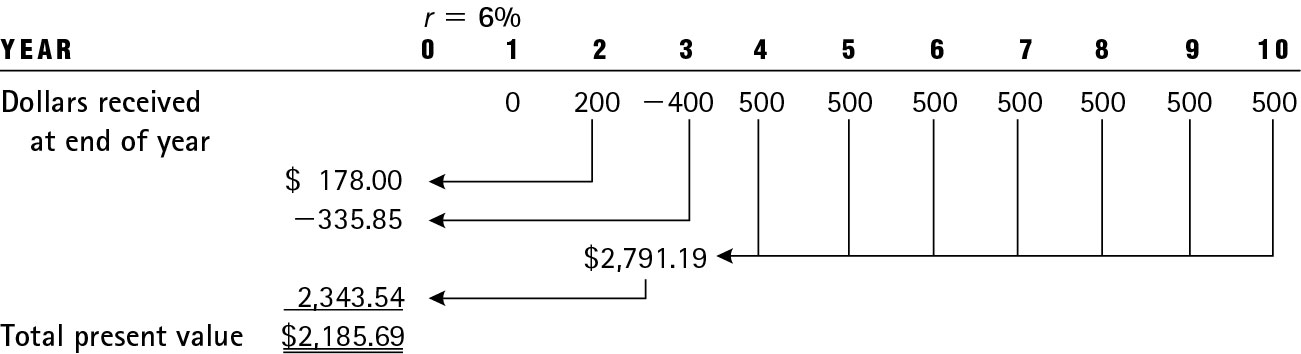 r = 6%
YEAR 0 1 2 3 4 5 6 7 8 9 10
Dollars received 0 200 −400 500 500 500 500 500 500 500
at end of year
$ 178.00
−335.85
$2,791.19
2,343.54
Total present value $2,185.69